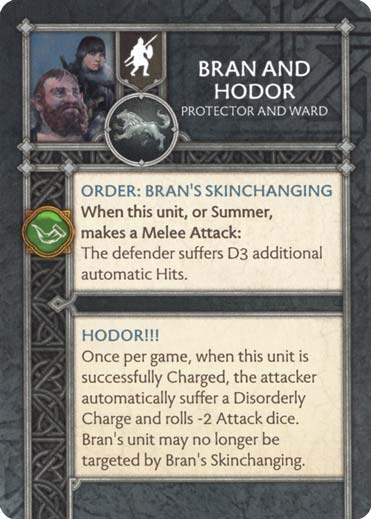 BRAN AND
HODOR
PROTECTOR AND WARD
ORDER: BRAN'S SKINCHANGING
When this unit, or Summer,
makes a Melee Attack:
The defender suffers D3 additional
automatic Hits.
HODOR!!!
Once per game, when this unit is
successfully Charged, the attacker
automatically suffer a Disorderly
Charge and rolls -2 Attack dice.
Bran's unit may no longer be
targeted by Bran's Skinchanging.